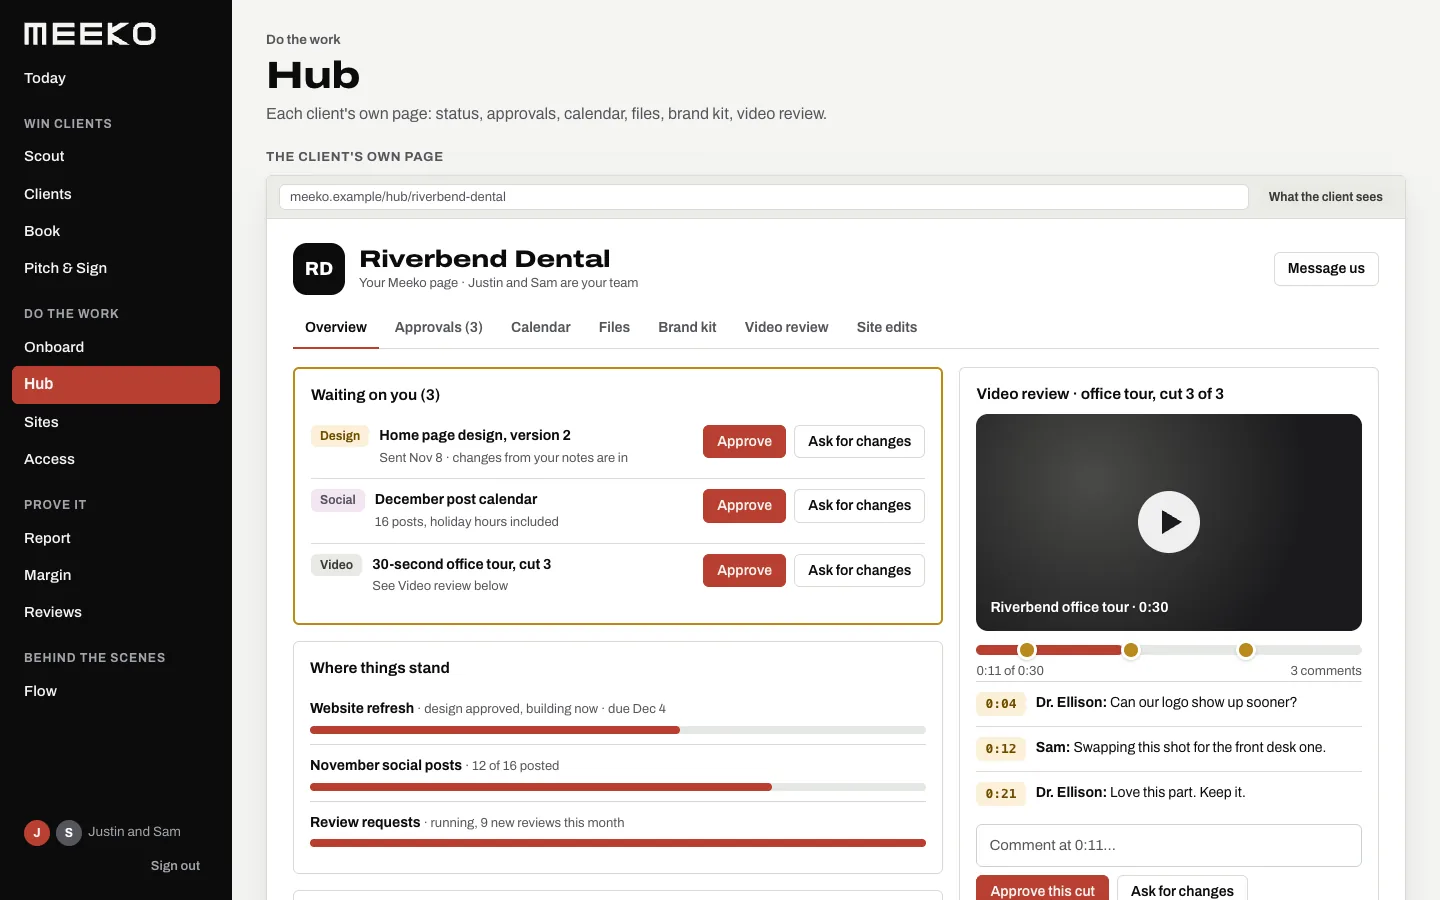 MEEKO
Today
WIN CLIENTS
Scout
Clients
Book
Pitch & Sign
DO THE WORK
Onboard
Hub
Sites
Access
PROVE IT
Report
Margin
Reviews
BEHIND THE SCENES
Flow
J S Justin and Sam
Sign out
Do the work
Hub
Each client's own page: status, approvals, calendar, files, brand kit, video review.
THE CLIENT'S OWN PAGE
meeko.example/hub/riverbend-dental What the client sees
RD
Riverbend Dental
Your Meeko page · Justin and Sam are your team
Message us
Overview Approvals (3) Calendar Files Brand kit Video review Site edits
Waiting on you (3)
Design Home page design, version 2
Sent Nov 8 · changes from your notes are in
Approve Ask for changes
Social December post calendar
16 posts, holiday hours included
Approve Ask for changes
Video 30-second office tour, cut 3
See Video review below
Approve Ask for changes
Where things stand
Website refresh · design approved, building now · due Dec 4
November social posts · 12 of 16 posted
Review requests · running, 9 new reviews this month
Video review · office tour, cut 3 of 3
Riverbend office tour · 0:30
0:11 of 0:30 3 comments
0:04 Dr. Ellison: Can our logo show up sooner?
0:12 Sam: Swapping this shot for the front desk one.
0:21 Dr. Ellison: Love this part. Keep it.
Comment at 0:11...
Approve this cut Ask for changes